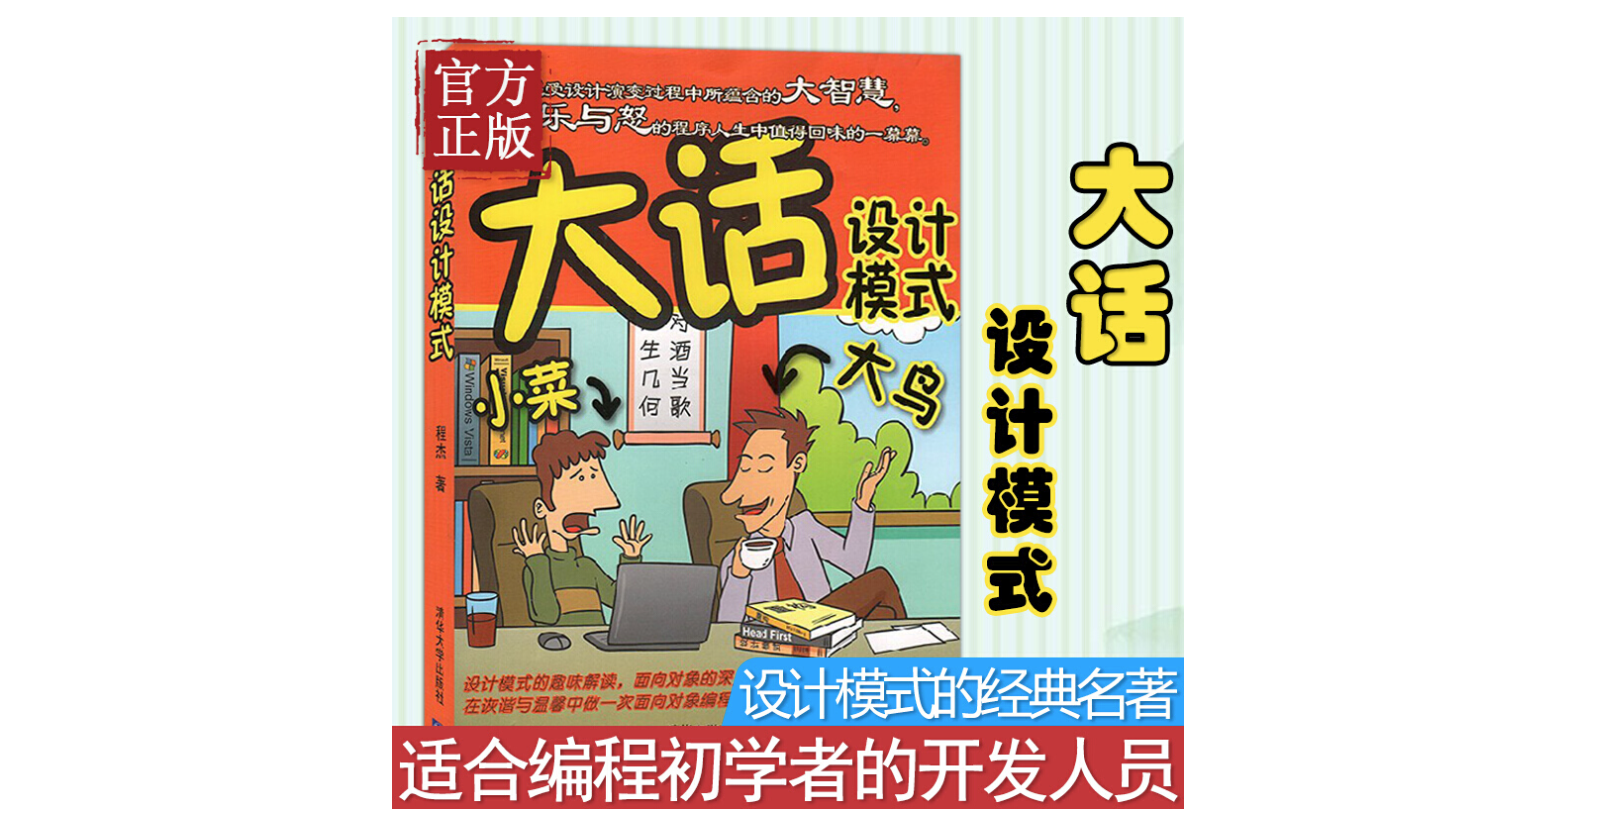 官方
正版
受设计演变过程中所蕴含的大智慧，
乐与怒的程序人生中值得回味的一幕幕。
大话
设计
模式
小菜
大鸟
对酒当歌
人生几何
话设计模式
程杰 著
清华大学出版社
Windows Vista
重构
Head First
设计模式的趣味解读，面向对象的深
在诙谐与温馨中做一次面向对象编程
大话
设计模式
设计模式的经典名著
适合编程初学者的开发人员